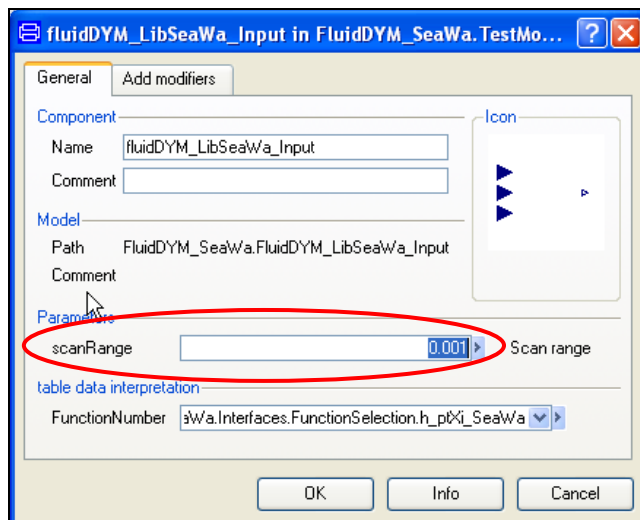 fluidDYM_LibSeaWa_Input in FluidDYM_SeaWa.TestMo...
General Add modifiers
Component
Icon
Name fluidDYM_LibSeaWa_Input
Comment
Model
Path FluidDYM_SeaWa.FluidDYM_LibSeaWa_Input
Comment
Parameters
scanRange 0.001 Scan range
table data interpretation
FunctionNumber aWa.Interfaces.FunctionSelection.h_ptXi_SeaWa
OK Info Cancel